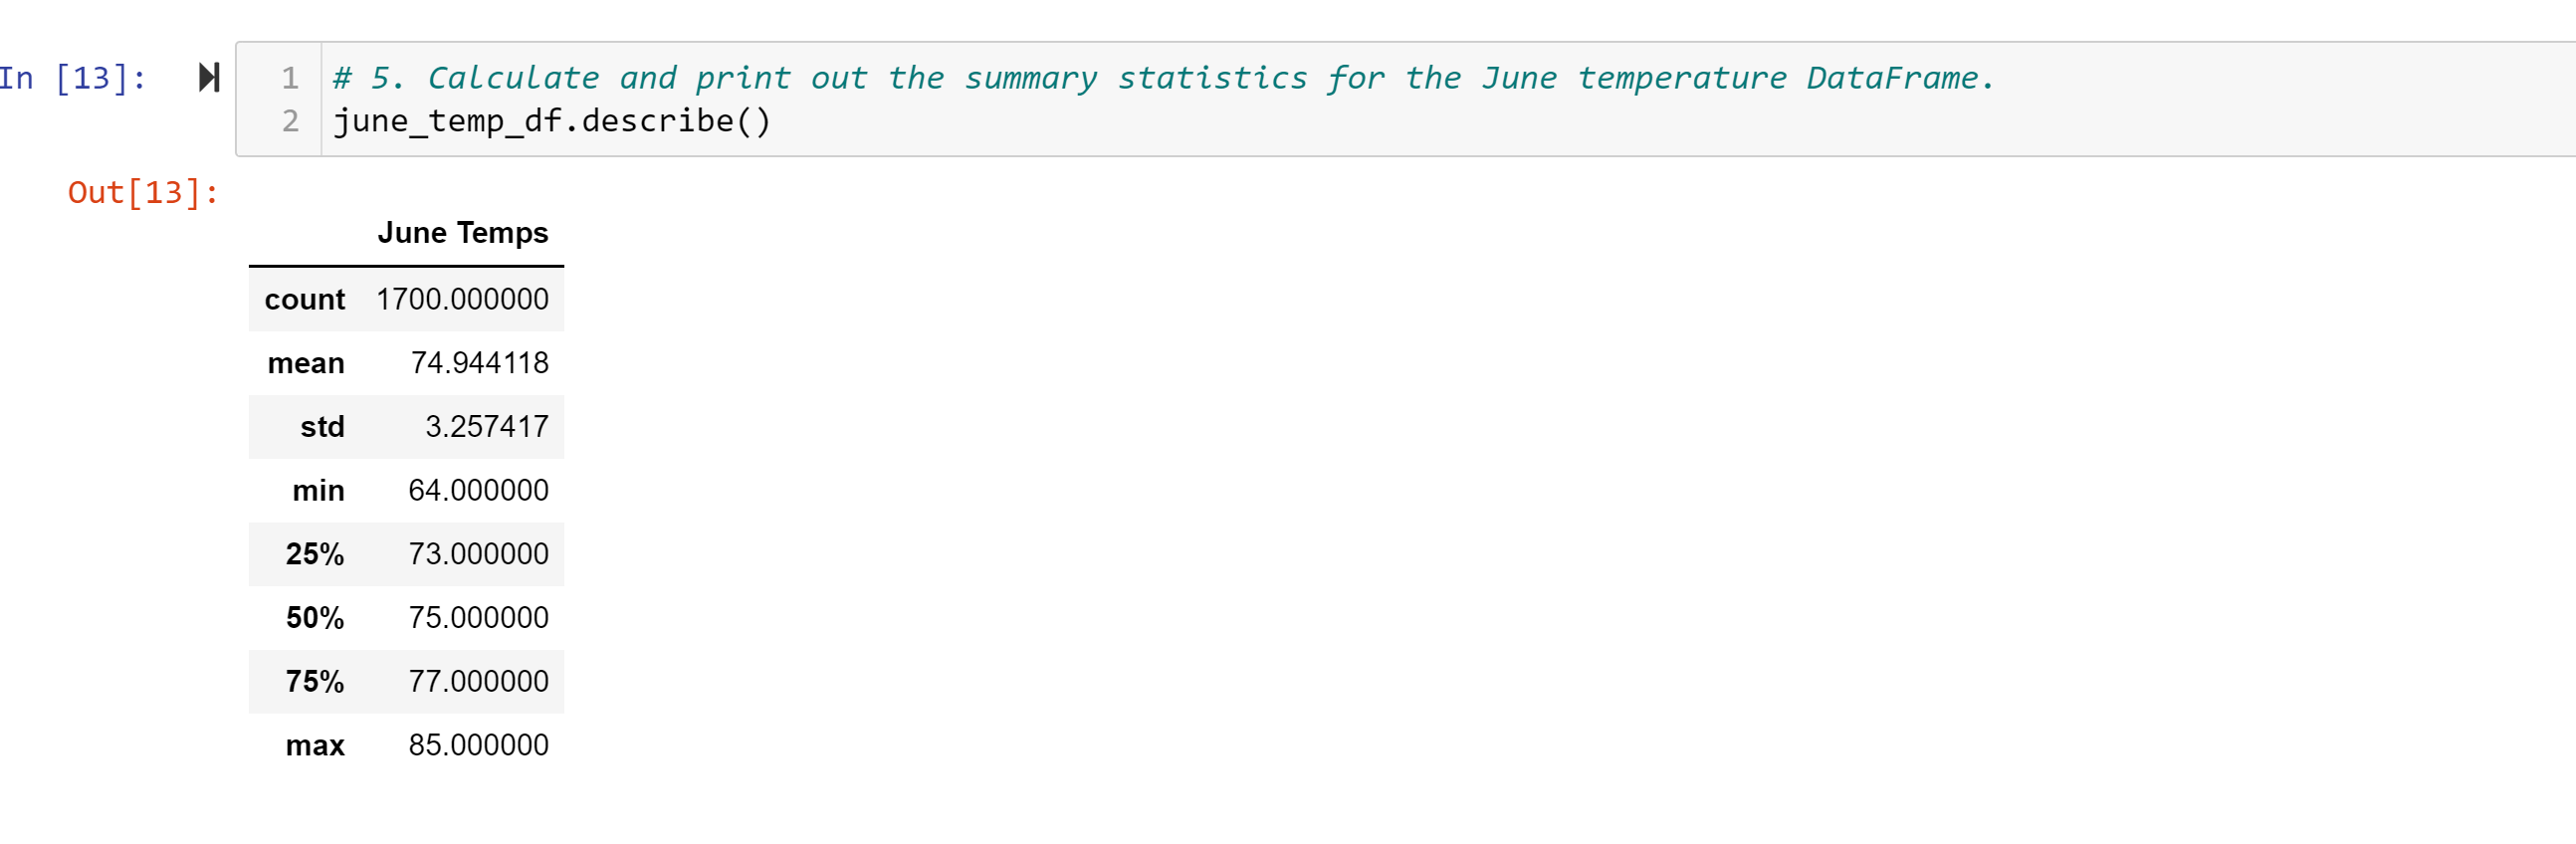 In [13]:
1 # 5. Calculate and print out the summary statistics for the June temperature DataFrame.
2 june_temp_df.describe()
Out[13]:
June Temps
count 1700.000000
mean 74.944118
std 3.257417
min 64.000000
25% 73.000000
50% 75.000000
75% 77.000000
max 85.000000